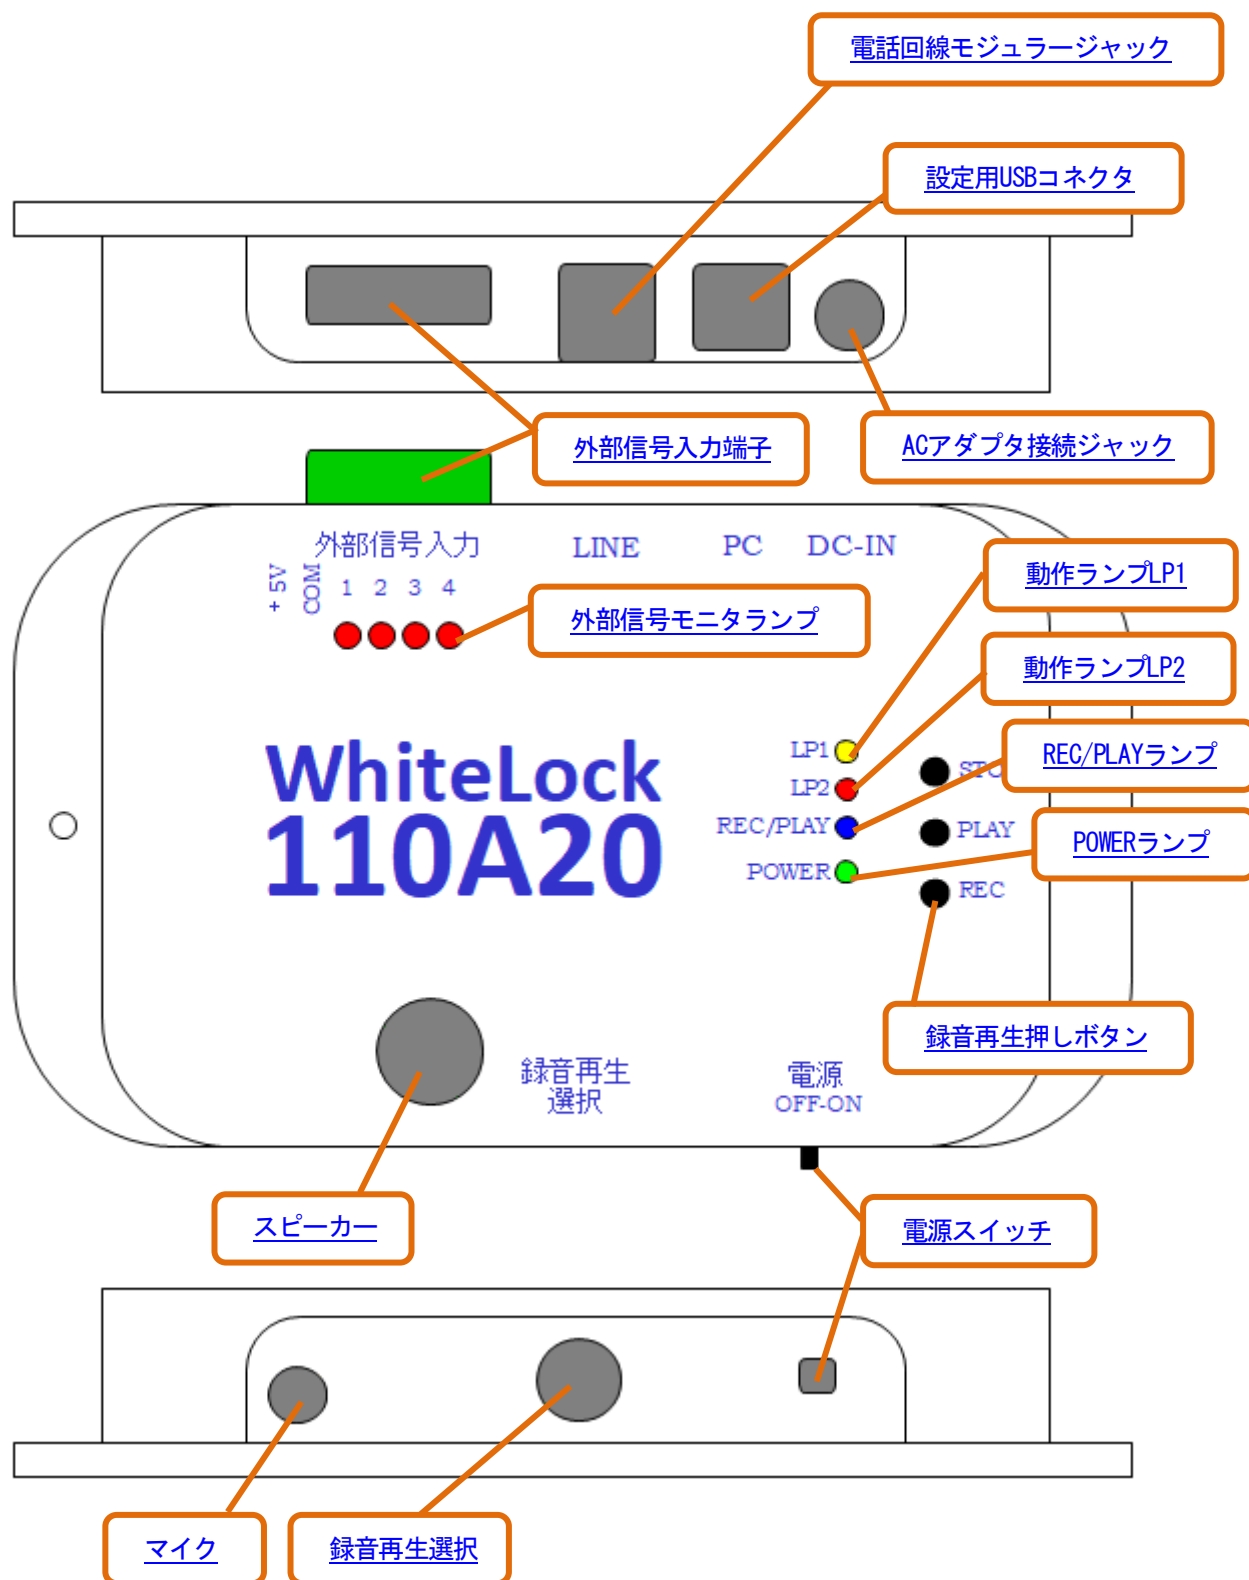 電話回線モジュラージャック
設定用USBコネクタ
外部信号入力端子
ACアダプタ接続ジャック
外部信号入力
LINE
PC
DC-IN
+5V
COM
1 2 3 4
動作ランプLP1
外部信号モニタランプ
動作ランプLP2
WhiteLock
110A20
LP1
LP2
REC/PLAY
POWER
STO
PLAY
REC
REC/PLAYランプ
POWERランプ
録音再生押しボタン
録音再生
選択
電源
OFF-ON
スピーカー
電源スイッチ
マイク
録音再生選択